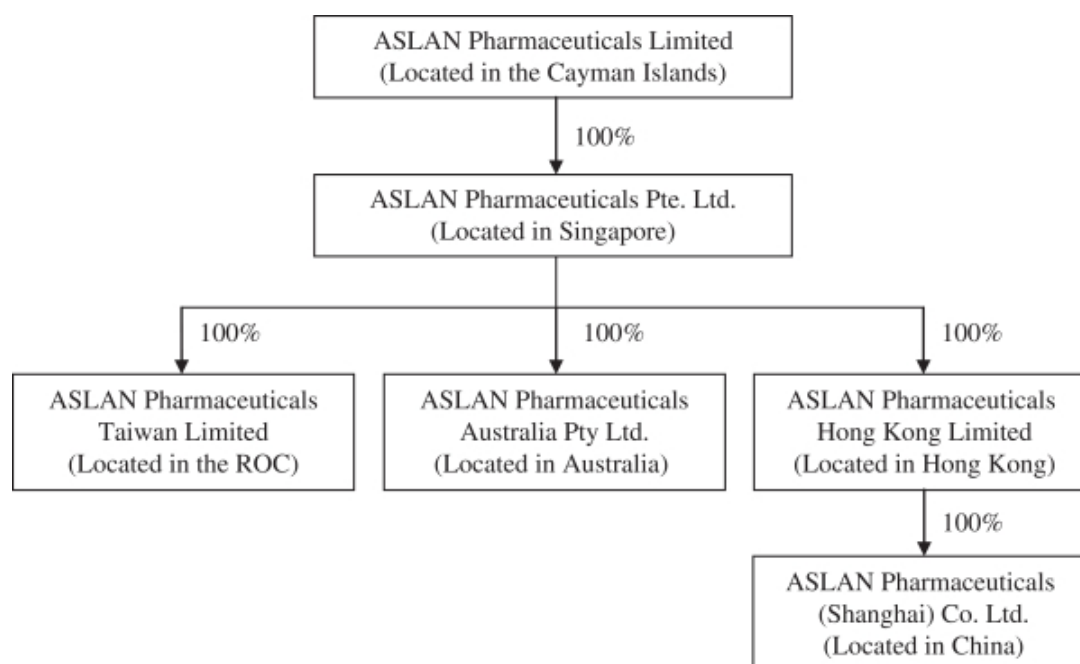 ASLAN Pharmaceuticals Limited
(Located in the Cayman Islands)
100%
ASLAN Pharmaceuticals Pte. Ltd.
(Located in Singapore)
100%
100%
100%
ASLAN Pharmaceuticals
Taiwan Limited
(Located in the ROC)
ASLAN Pharmaceuticals
Australia Pty Ltd.
(Located in Australia)
ASLAN Pharmaceuticals
Hong Kong Limited
(Located in Hong Kong)
100%
ASLAN Pharmaceuticals
(Shanghai) Co. Ltd.
(Located in China)